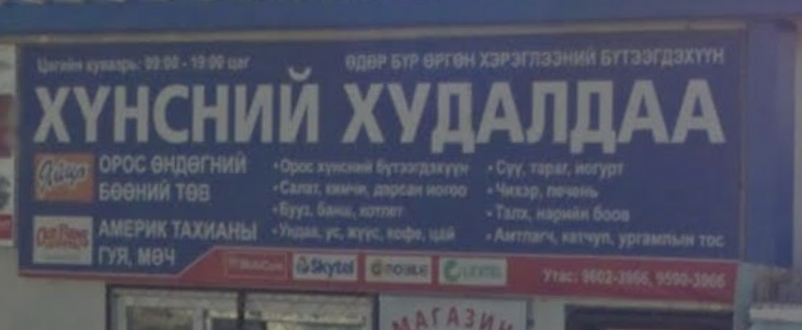 Цагийн хуваарь: 09:00 - 19:00 цаг
ӨДӨР БҮР ӨРГӨН ХЭРЭГЛЭЭНИЙ БҮТЭЭГДЭХҮҮН
ХҮНСНИЙ ХУДАЛДАА
Яйцо
ОРОС ӨНДӨГНИЙ
БӨӨНИЙ ТӨВ
АМЕРИК ТАХИАНЫ
ГУЯ, МӨЧ
• Орос хүнсний бүтээгдэхүүн
• Салат, кимчи, дарсан ногоо
• Бууз, банш, котлет
• Ундаа, ус, жүүс, кофе, цай
• Сүү, тараг, иогурт
• Чихэр, печень
• Талх, нарийн боов
• Амтлагч, кетчуп, ургамлын тос
Skytel
Утас: 9602-3966, 9590-3966
МАГАЗИН